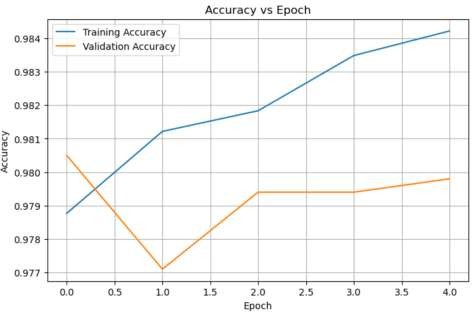 Accuracy vs Epoch
Training Accuracy
Validation Accuracy
0.984
0.983
0.982
0.981
0.980
0.979
0.978
0.977
Accuracy
0.0 0.5 1.0 1.5 2.0 2.5 3.0 3.5 4.0
Epoch